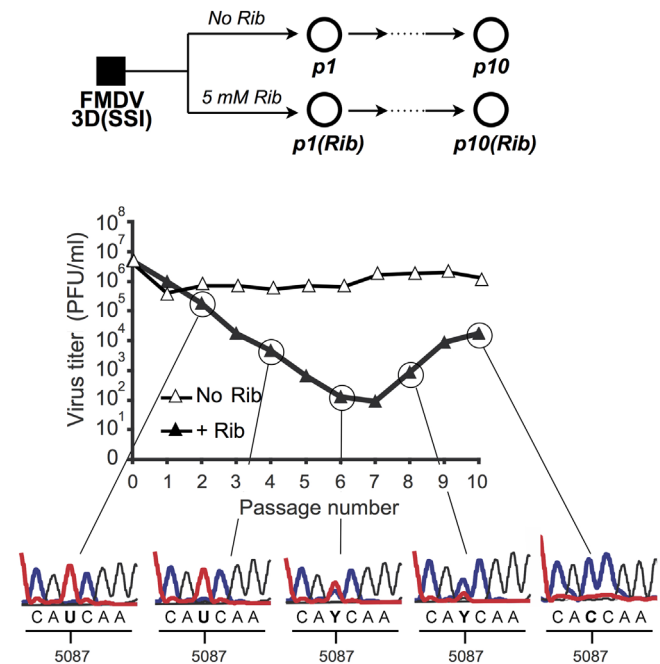 No Rib
p1
p10
FMDV
3D(SSI)
5 mM Rib
p1(Rib)
p10(Rib)
Virus titer (PFU/ml)
10^8
10^7
10^6
10^5
10^4
10^3
10^2
10^1
0
No Rib
+ Rib
0 1 2 3 4 5 6 7 8 9 10
Passage number
C A U C A A
C A U C A A
C A Y C A A
C A Y C A A
C A C C A A
5087
5087
5087
5087
5087